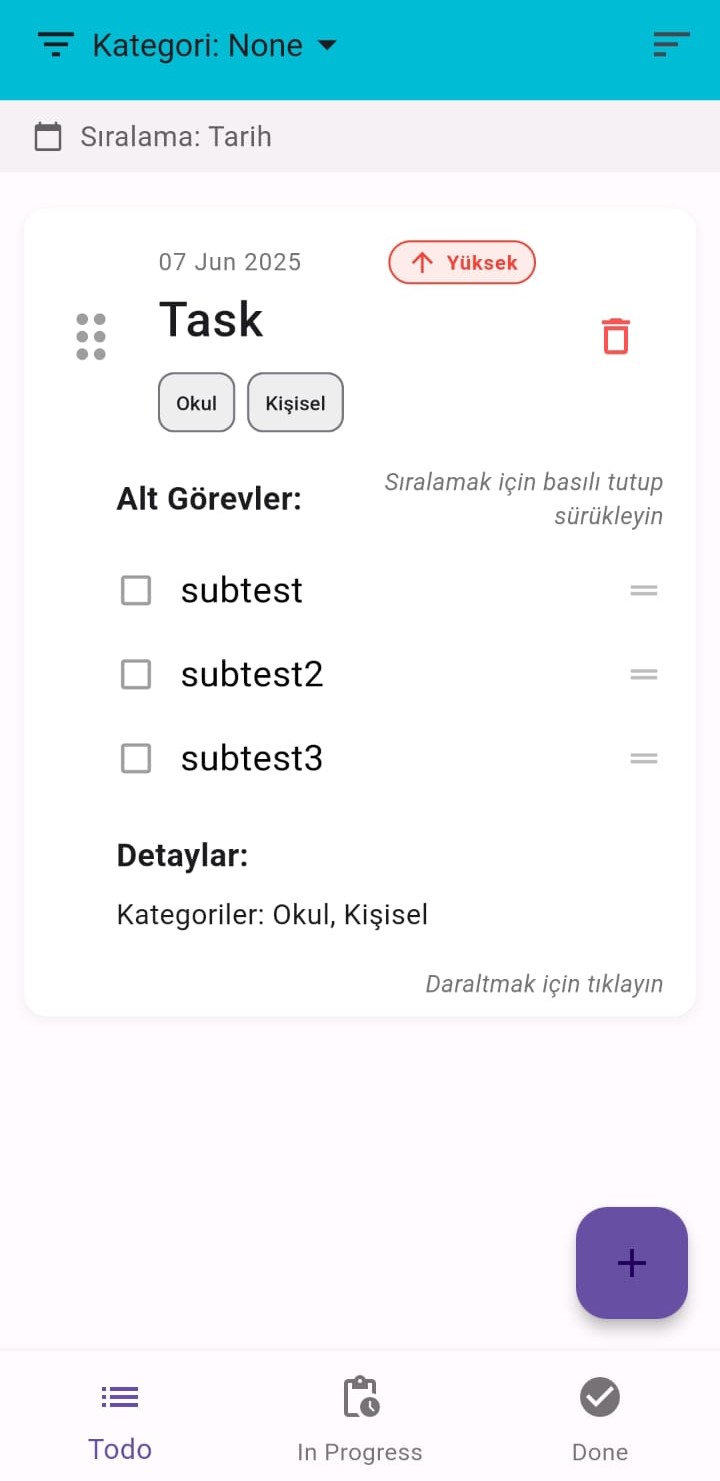 Kategori: None
Sıralama: Tarih
07 Jun 2025
Yüksek
Task
Okul
Kişisel
Alt Görevler:
Sıralamak için basılı tutup
sürükleyin
subtest
subtest2
subtest3
Detaylar:
Kategoriler: Okul, Kişisel
Daraltmak için tıklayın
Todo
In Progress
Done